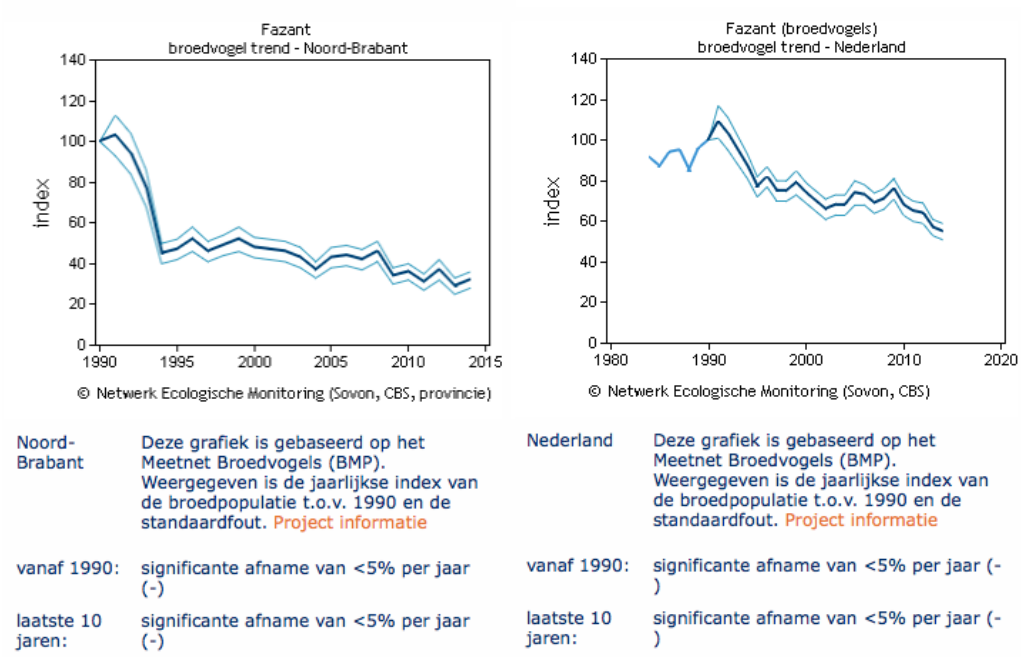 Fazant
broedvogel trend - Noord-Brabant
140
120
100
80
60
40
20
0
index
1990
1995
2000
2005
2010
2015
© Netwerk Ecologische Monitoring (Sovon, CBS, provincie)
Noord-
Brabant
Deze grafiek is gebaseerd op het
Meetnet Broedvogels (BMP).
Weergegeven is de jaarlijkse index van
de broedpopulatie t.o.v. 1990 en de
standaardfout. Project informatie
vanaf 1990:
significante afname van <5% per jaar
(-)
laatste 10
jaren:
significante afname van <5% per jaar
(-)
Fazant (broedvogels)
broedvogel trend - Nederland
140
120
100
80
60
40
20
0
index
1980
1990
2000
2010
2020
© Netwerk Ecologische Monitoring (Sovon, CBS)
Nederland
Deze grafiek is gebaseerd op het
Meetnet Broedvogels (BMP).
Weergegeven is de jaarlijkse index van
de broedpopulatie t.o.v. 1990 en de
standaardfout. Project informatie
vanaf 1990:
significante afname van <5% per jaar (-
)
laatste 10
jaren:
significante afname van <5% per jaar (-
)